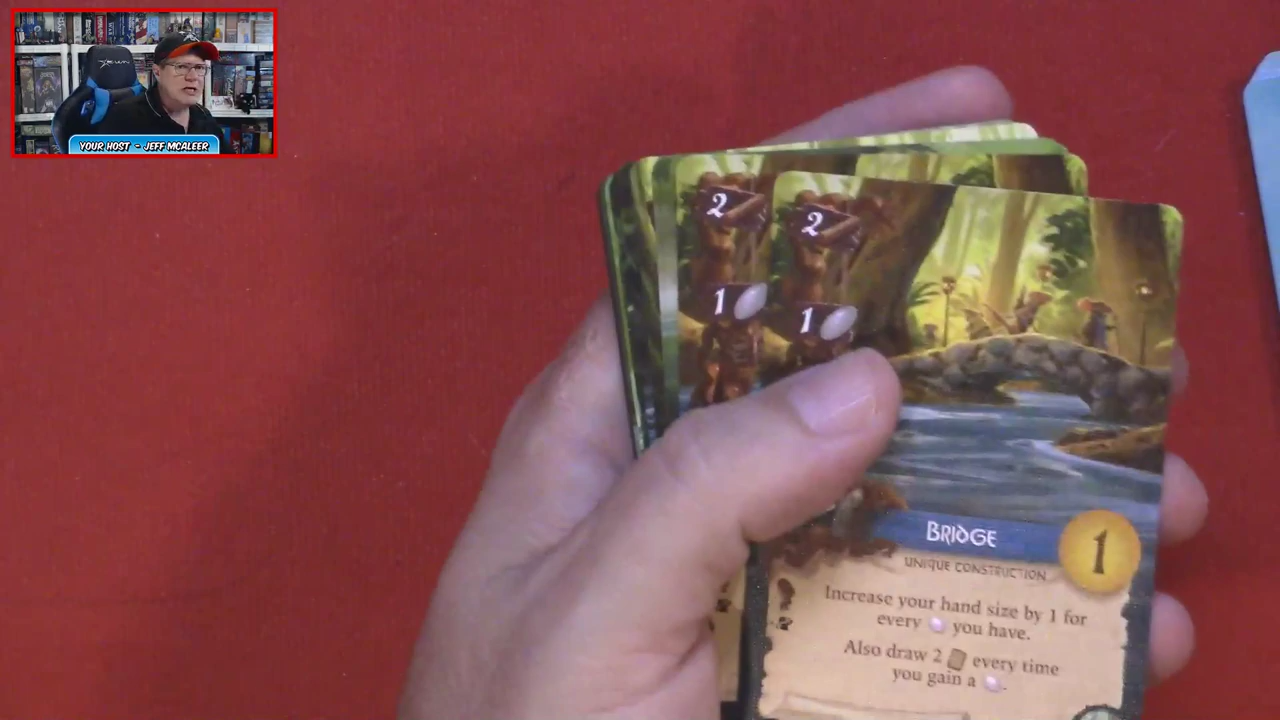 YOUR HOST - JEFF MCALEER
2
1
2
1
BRIDGE
1
UNIQUE CONSTRUCTION
Increase your hand size by 1 for
every you have.
Also draw 2 every time
you gain a .